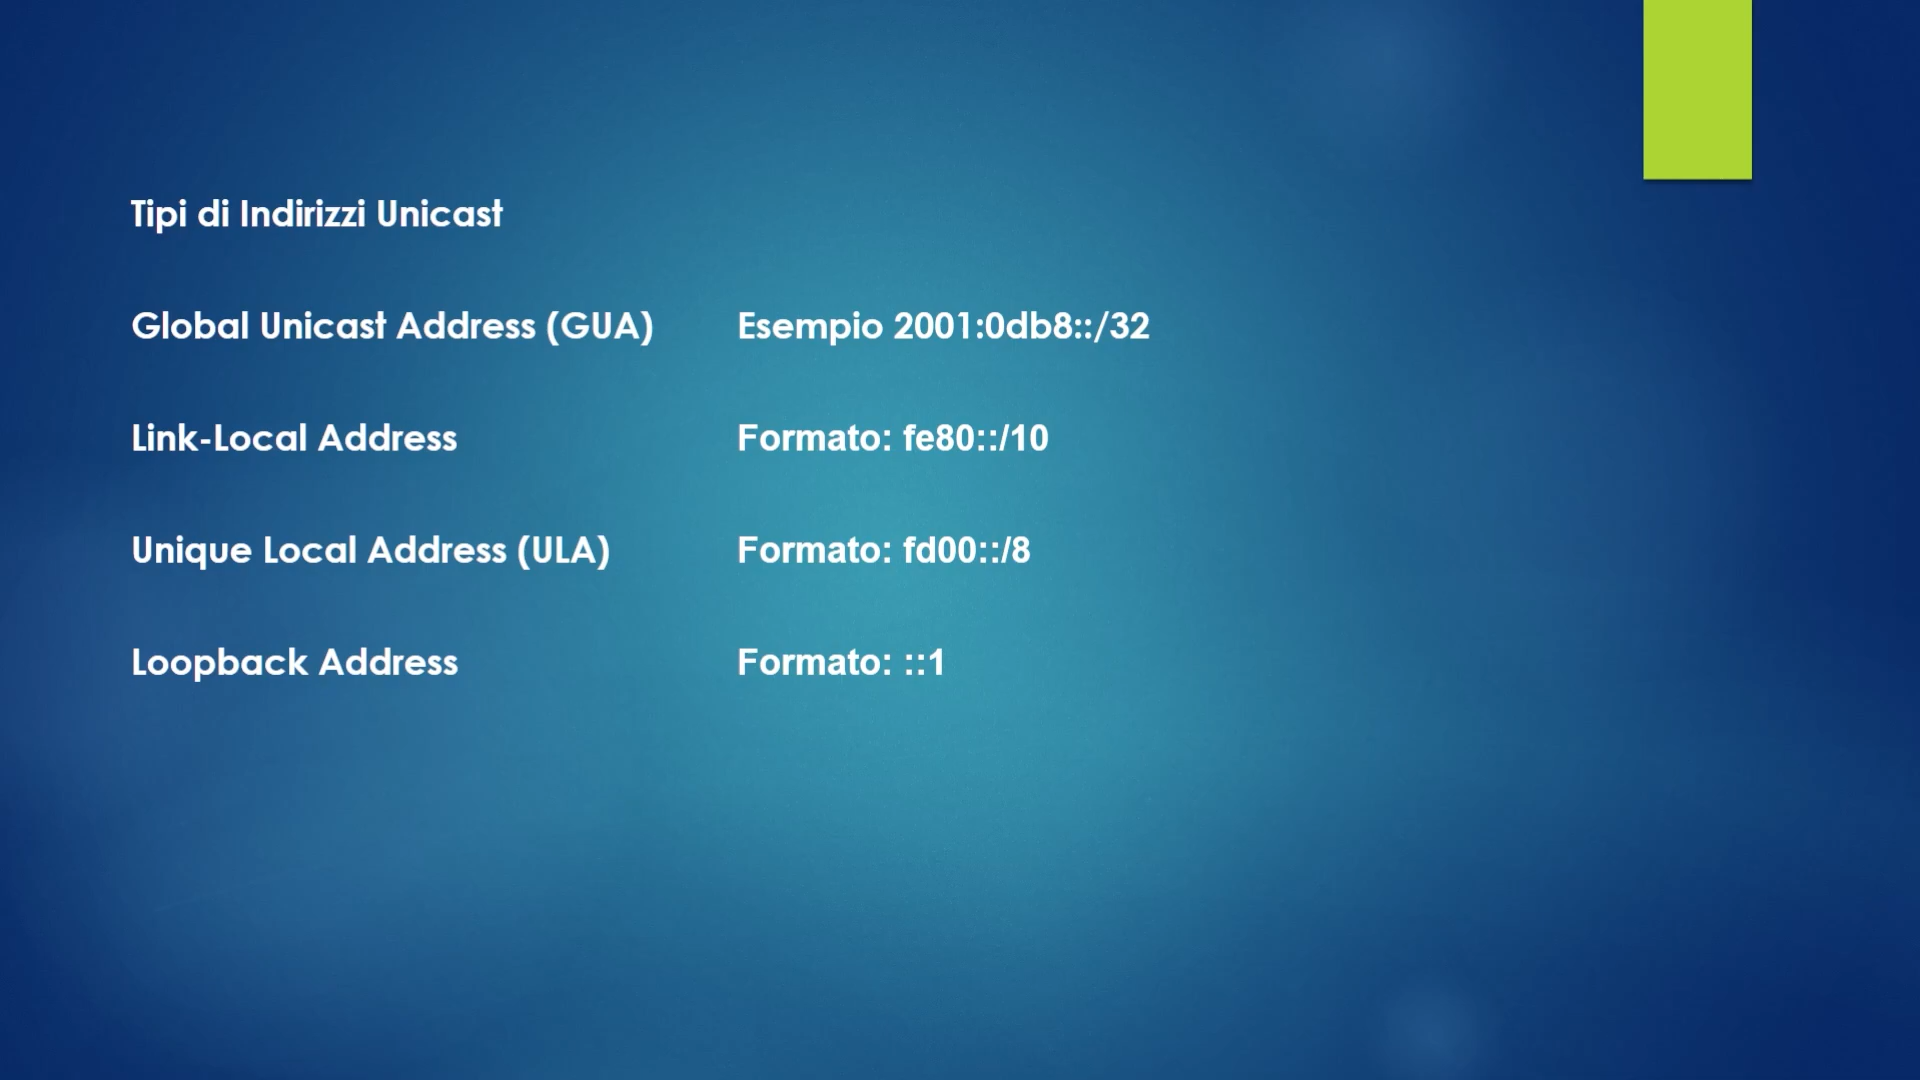 Tipi di Indirizzi Unicast
Global Unicast Address (GUA) Esempio 2001:0db8::/32
Link-Local Address Formato: fe80::/10
Unique Local Address (ULA) Formato: fd00::/8
Loopback Address Formato: ::1